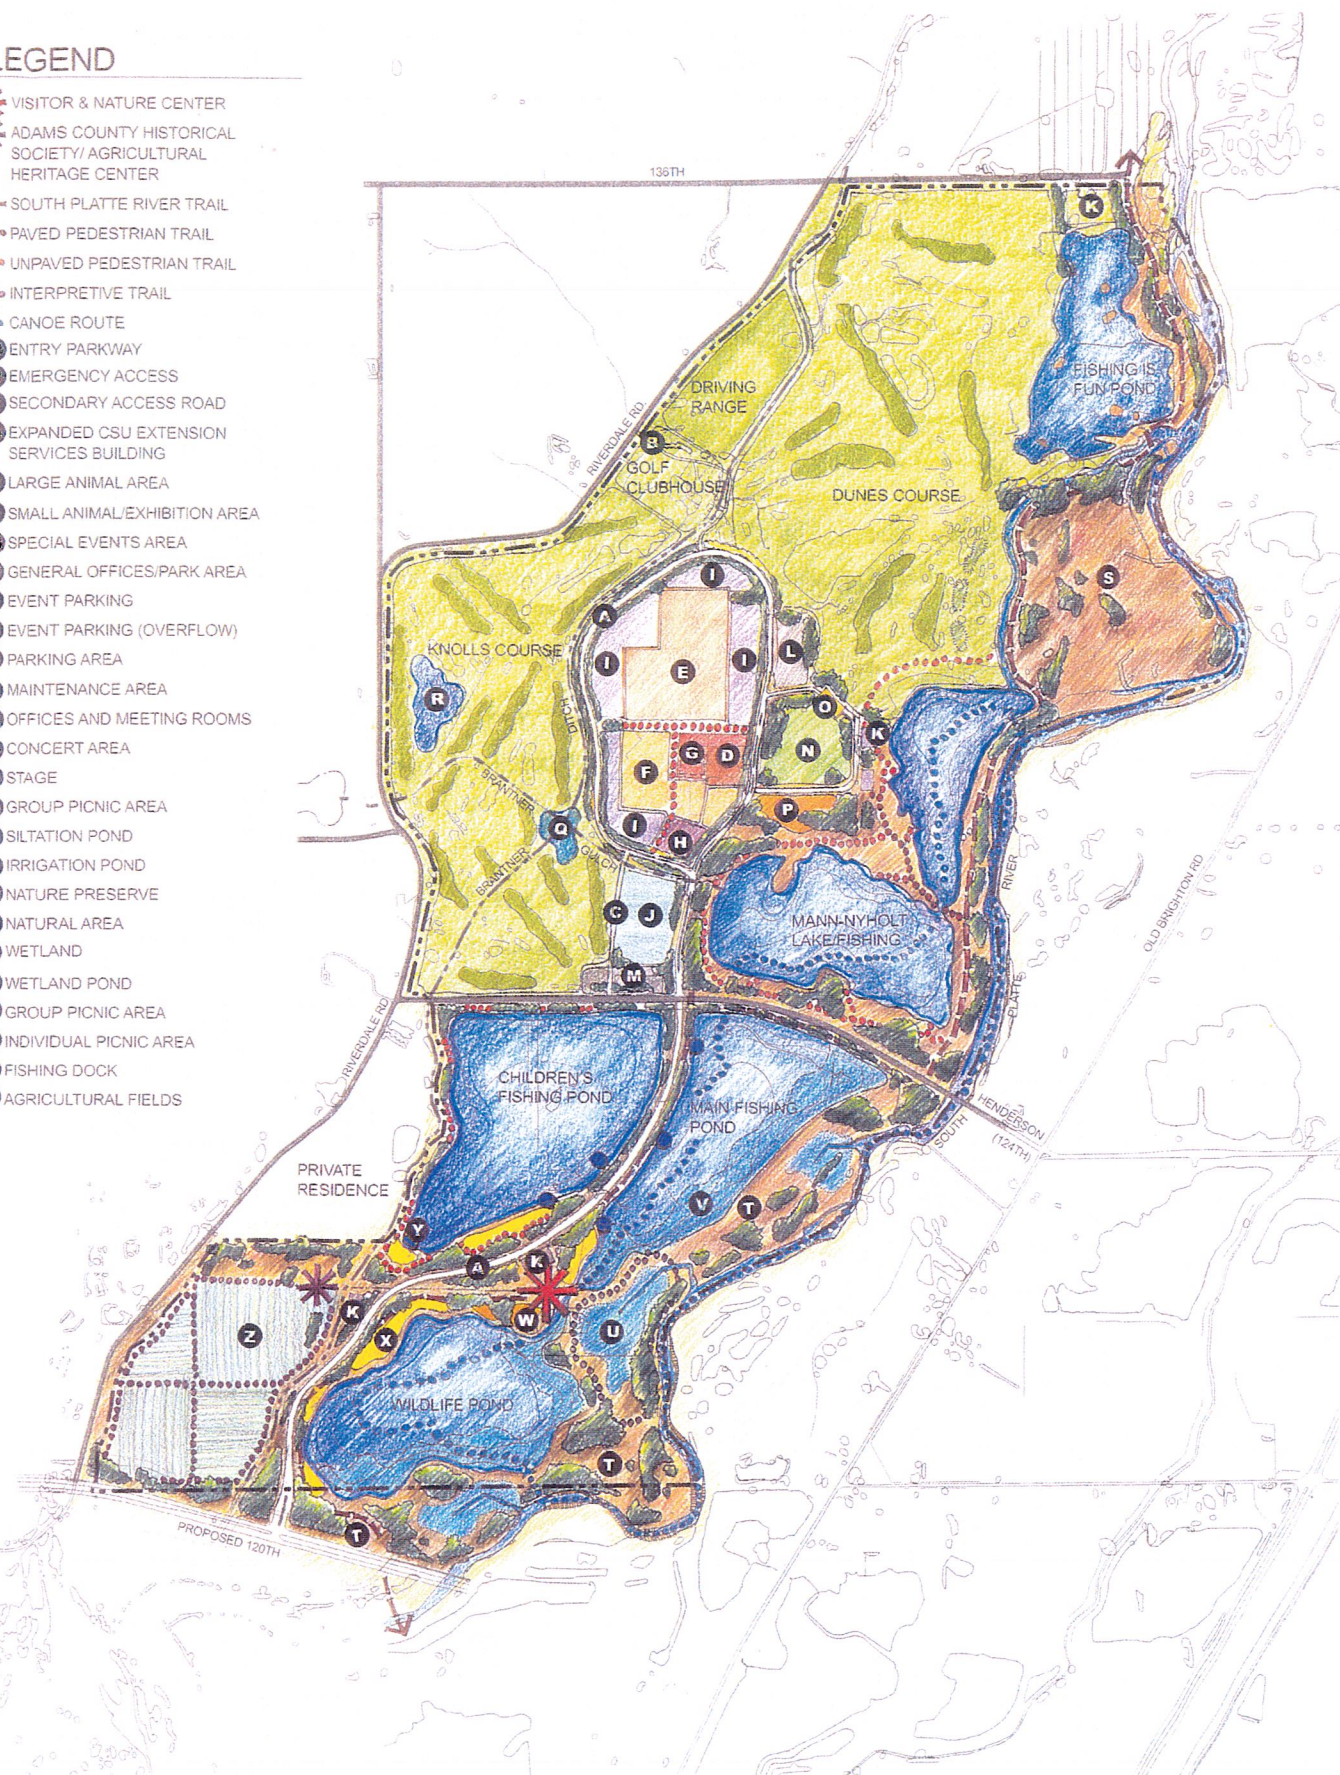 LEGEND
VISITOR & NATURE CENTER
ADAMS COUNTY HISTORICAL
SOCIETY/ AGRICULTURAL
HERITAGE CENTER
SOUTH PLATTE RIVER TRAIL
PAVED PEDESTRIAN TRAIL
UNPAVED PEDESTRIAN TRAIL
INTERPRETIVE TRAIL
CANOE ROUTE
ENTRY PARKWAY
EMERGENCY ACCESS
SECONDARY ACCESS ROAD
EXPANDED CSU EXTENSION
SERVICES BUILDING
LARGE ANIMAL AREA
SMALL ANIMAL/EXHIBITION AREA
SPECIAL EVENTS AREA
GENERAL OFFICES/PARK AREA
EVENT PARKING
EVENT PARKING (OVERFLOW)
PARKING AREA
MAINTENANCE AREA
OFFICES AND MEETING ROOMS
CONCERT AREA
STAGE
GROUP PICNIC AREA
SILTATION POND
IRRIGATION POND
NATURE PRESERVE
NATURAL AREA
WETLAND
WETLAND POND
GROUP PICNIC AREA
INDIVIDUAL PICNIC AREA
FISHING DOCK
AGRICULTURAL FIELDS
136TH
K
FISHING IS
FUN POND
DRIVING
RANGE
RIVERDALE RD.
B
GOLF
CLUBHOUSE
DUNES COURSE
S
I
A
KNOLLS COURSE
I
E
I
L
R
DITCH
O
K
N
G
D
F
BRANTNER
P
Q
I
H
GULCH
BRANTNER
RIVER
OLD BRIGHTON RD
C
J
MANN-NYHOLT
LAKE/FISHING
M
PLATTE
RIVERDALE RD
CHILDREN'S
FISHING POND
MAIN FISHING
POND
HENDERSON
(124TH)
SOUTH
PRIVATE
RESIDENCE
V
T
Y
A
K
K
W
X
Z
U
WILDLIFE POND
T
T
PROPOSED 120TH